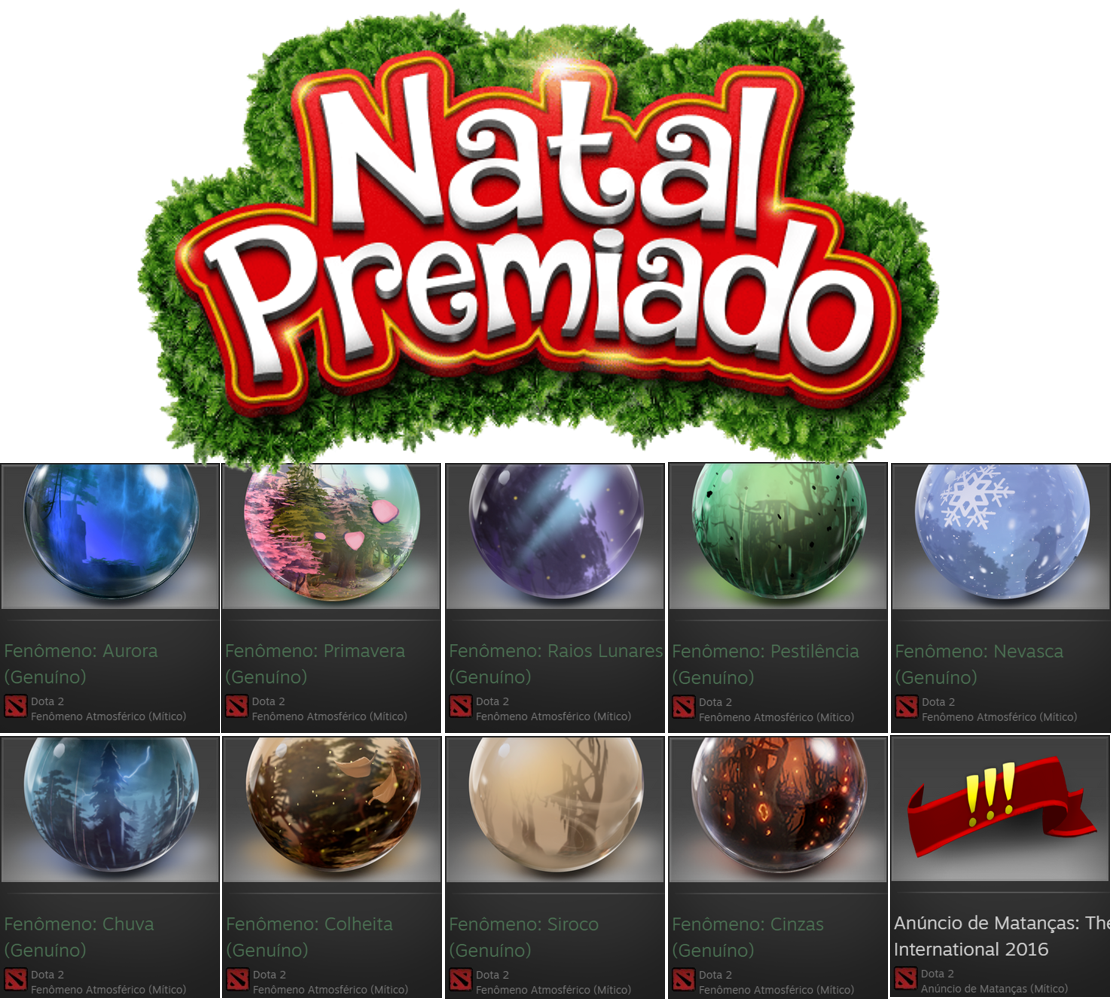 Natal
Premiado
Fenômeno: Aurora
(Genuíno)
Dota 2
Fenômeno Atmosférico (Mítico)
Fenômeno: Primavera
(Genuíno)
Dota 2
Fenômeno Atmosférico (Mítico)
Fenômeno: Raios Lunares
(Genuíno)
Dota 2
Fenômeno Atmosférico (Mítico)
Fenômeno: Pestilência
(Genuíno)
Dota 2
Fenômeno Atmosférico (Mítico)
Fenômeno: Nevasca
(Genuíno)
Dota 2
Fenômeno Atmosférico (Mítico)
Fenômeno: Chuva
(Genuíno)
Dota 2
Fenômeno Atmosférico (Mítico)
Fenômeno: Colheita
(Genuíno)
Dota 2
Fenômeno Atmosférico (Mítico)
Fenômeno: Siroco
(Genuíno)
Dota 2
Fenômeno Atmosférico (Mítico)
Fenômeno: Cinzas
(Genuíno)
Dota 2
Fenômeno Atmosférico (Mítico)
!!!
Anúncio de Matanças: The
International 2016
Dota 2
Anúncio de Matanças (Mítico)